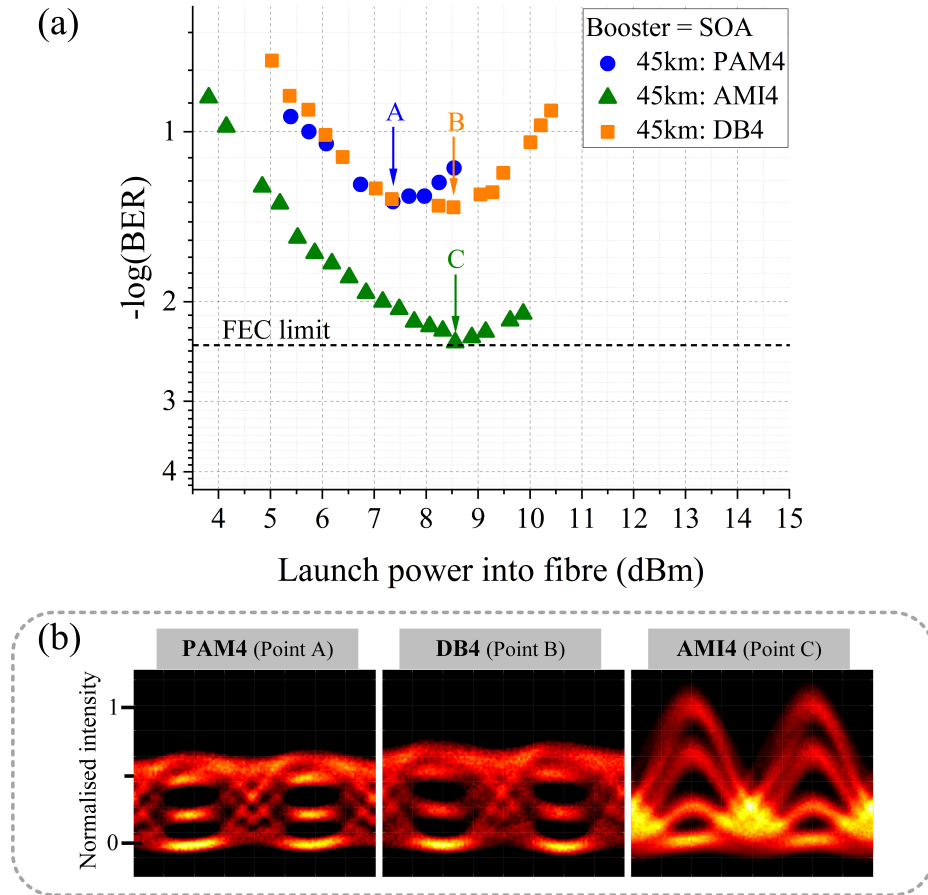 (a)
Booster = SOA
45km: PAM4
45km: AMI4
45km: DB4
A
B
C
1
2
3
4
-log(BER)
FEC limit
4 5 6 7 8 9 10 11 12 13 14 15
Launch power into fibre (dBm)
(b)
PAM4 (Point A)
DB4 (Point B)
AMI4 (Point C)
Normalised intensity
1
0